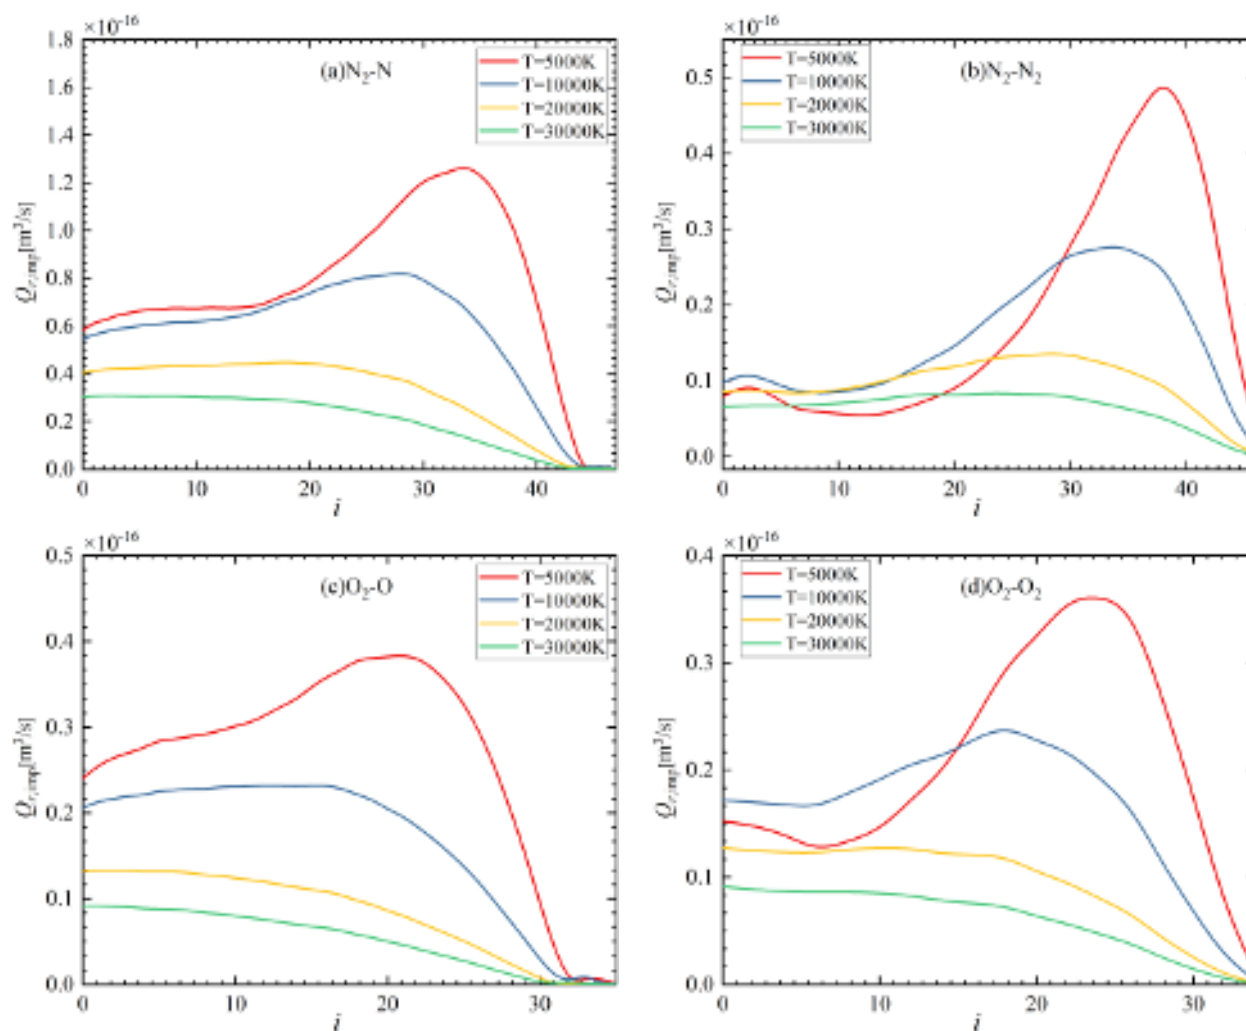 ×10⁻¹⁶
1.8
1.6
1.4
1.2
1.0
0.8
0.6
0.4
0.2
0.0
Q_{r,imp}[m³/s]
(a)N₂-N
T=5000K
T=10000K
T=20000K
T=30000K
0 10 20 30 40
i
×10⁻¹⁶
0.5
0.4
0.3
0.2
0.1
0.0
Q_{r,imp}[m³/s]
T=5000K
T=10000K
T=20000K
T=30000K
(b)N₂-N₂
0 10 20 30 40
i
×10⁻¹⁶
0.5
0.4
0.3
0.2
0.1
0.0
Q_{r,imp}[m³/s]
(c)O₂-O
T=5000K
T=10000K
T=20000K
T=30000K
0 10 20 30
i
×10⁻¹⁶
0.4
0.3
0.2
0.1
0.0
Q_{r,imp}[m³/s]
T=5000K
T=10000K
T=20000K
T=30000K
(d)O₂-O₂
0 10 20 30
i